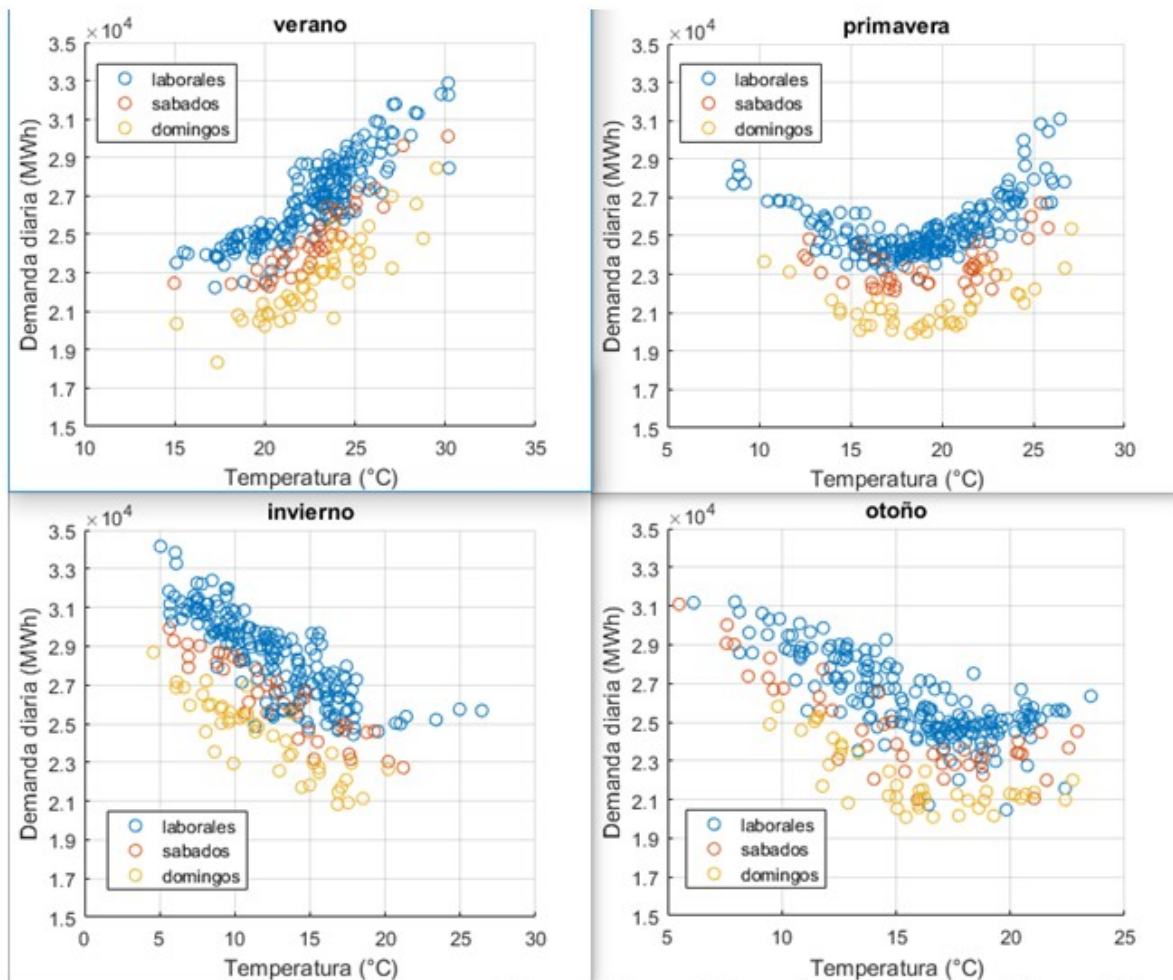 verano
×10⁴
3.5
3.3
3.1
2.9
2.7
2.5
2.3
2.1
1.9
1.7
1.5
Demanda diaria (MWh)
laborales
sabados
domingos
10 15 20 25 30 35
Temperatura (°C)
primavera
×10⁴
3.5
3.3
3.1
2.9
2.7
2.5
2.3
2.1
1.9
1.7
1.5
Demanda diaria (MWh)
laborales
sabados
domingos
5 10 15 20 25 30
Temperatura (°C)
invierno
×10⁴
3.5
3.3
3.1
2.9
2.7
2.5
2.3
2.1
1.9
1.7
1.5
Demanda diaria (MWh)
laborales
sabados
domingos
0 5 10 15 20 25 30
Temperatura (°C)
otoño
×10⁴
3.5
3.3
3.1
2.9
2.7
2.5
2.3
2.1
1.9
1.7
1.5
Demanda diaria (MWh)
laborales
sabados
domingos
5 10 15 20 25
Temperatura (°C)